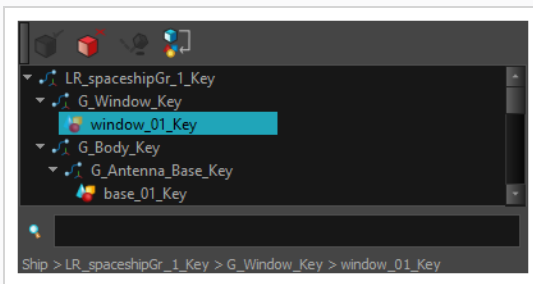 LR_spaceshipGr_1_Key
G_Window_Key
window_01_Key
G_Body_Key
G_Antenna_Base_Key
base_01_Key
Ship > LR_spaceshipGr_1_Key > G_Window_Key > window_01_Key